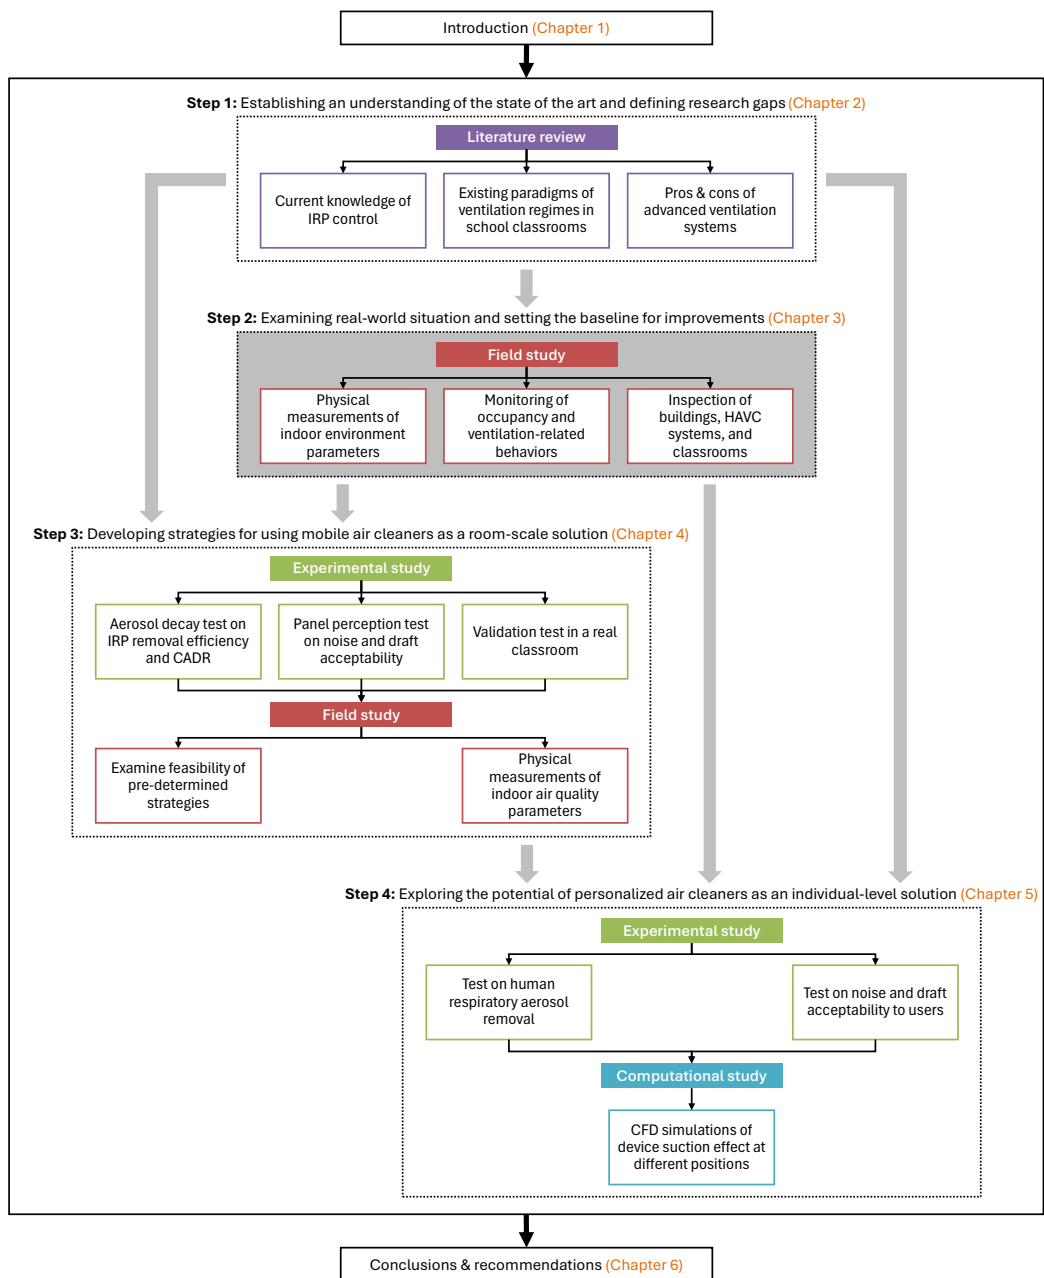 Introduction (Chapter 1)
Step 1: Establishing an understanding of the state of the art and defining research gaps (Chapter 2)
Literature review
Current knowledge of
IRP control
Existing paradigms of
ventilation regimes in
school classrooms
Pros & cons of
advanced ventilation
systems
Step 2: Examining real-world situation and setting the baseline for improvements (Chapter 3)
Field study
Physical
measurements of
indoor environment
parameters
Monitoring of
occupancy and
ventilation-related
behaviors
Inspection of
buildings, HAVC
systems, and
classrooms
Step 3: Developing strategies for using mobile air cleaners as a room-scale solution (Chapter 4)
Experimental study
Aerosol decay test on
IRP removal efficiency
and CADR
Panel perception test
on noise and draft
acceptability
Validation test in a real
classroom
Field study
Examine feasibility of
pre-determined
strategies
Physical
measurements of
indoor air quality
parameters
Step 4: Exploring the potential of personalized air cleaners as an individual-level solution (Chapter 5)
Experimental study
Test on human
respiratory aerosol
removal
Test on noise and draft
acceptability to users
Computational study
CFD simulations of
device suction effect at
different positions
Conclusions & recommendations (Chapter 6)